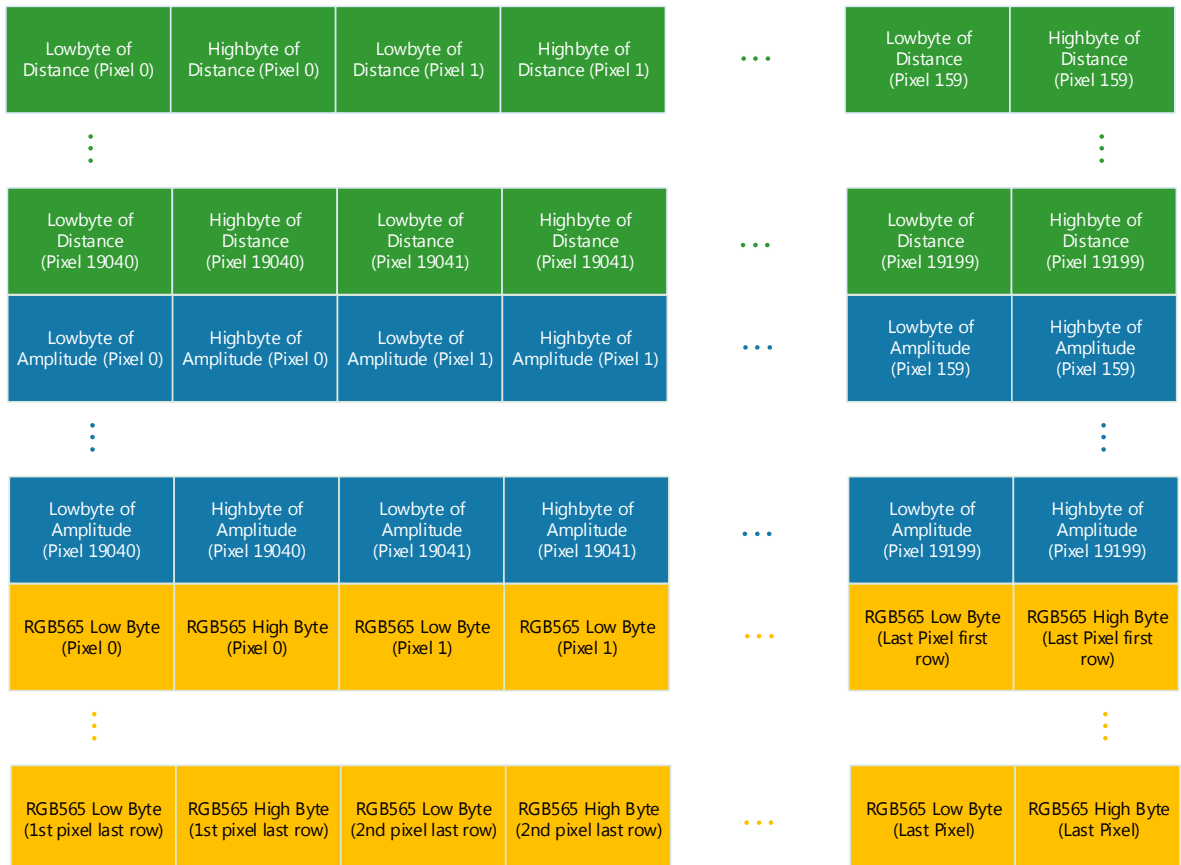 Lowbyte of
Distance (Pixel 0)
Highbyte of
Distance (Pixel 0)
Lowbyte of
Distance (Pixel 1)
Highbyte of
Distance (Pixel 1)
Lowbyte of
Distance
(Pixel 159)
Highbyte of
Distance
(Pixel 159)
Lowbyte of
Distance
(Pixel 19040)
Highbyte of
Distance
(Pixel 19040)
Lowbyte of
Distance
(Pixel 19041)
Highbyte of
Distance
(Pixel 19041)
Lowbyte of
Distance
(Pixel 19199)
Highbyte of
Distance
(Pixel 19199)
Lowbyte of
Amplitude (Pixel 0)
Highbyte of
Amplitude (Pixel 0)
Lowbyte of
Amplitude (Pixel 1)
Highbyte of
Amplitude (Pixel 1)
Lowbyte of
Amplitude
(Pixel 159)
Highbyte of
Amplitude
(Pixel 159)
Lowbyte of
Amplitude
(Pixel 19040)
Highbyte of
Amplitude
(Pixel 19040)
Lowbyte of
Amplitude
(Pixel 19041)
Highbyte of
Amplitude
(Pixel 19041)
Lowbyte of
Amplitude
(Pixel 19199)
Highbyte of
Amplitude
(Pixel 19199)
RGB565 Low Byte
(Pixel 0)
RGB565 High Byte
(Pixel 0)
RGB565 Low Byte
(Pixel 1)
RGB565 Low Byte
(Pixel 1)
RGB565 Low Byte
(Last Pixel first
row)
RGB565 High Byte
(Last Pixel first
row)
RGB565 Low Byte
(1st pixel last row)
RGB565 High Byte
(1st pixel last row)
RGB565 Low Byte
(2nd pixel last row)
RGB565 High Byte
(2nd pixel last row)
RGB565 Low Byte
(Last Pixel)
RGB565 High Byte
(Last Pixel)